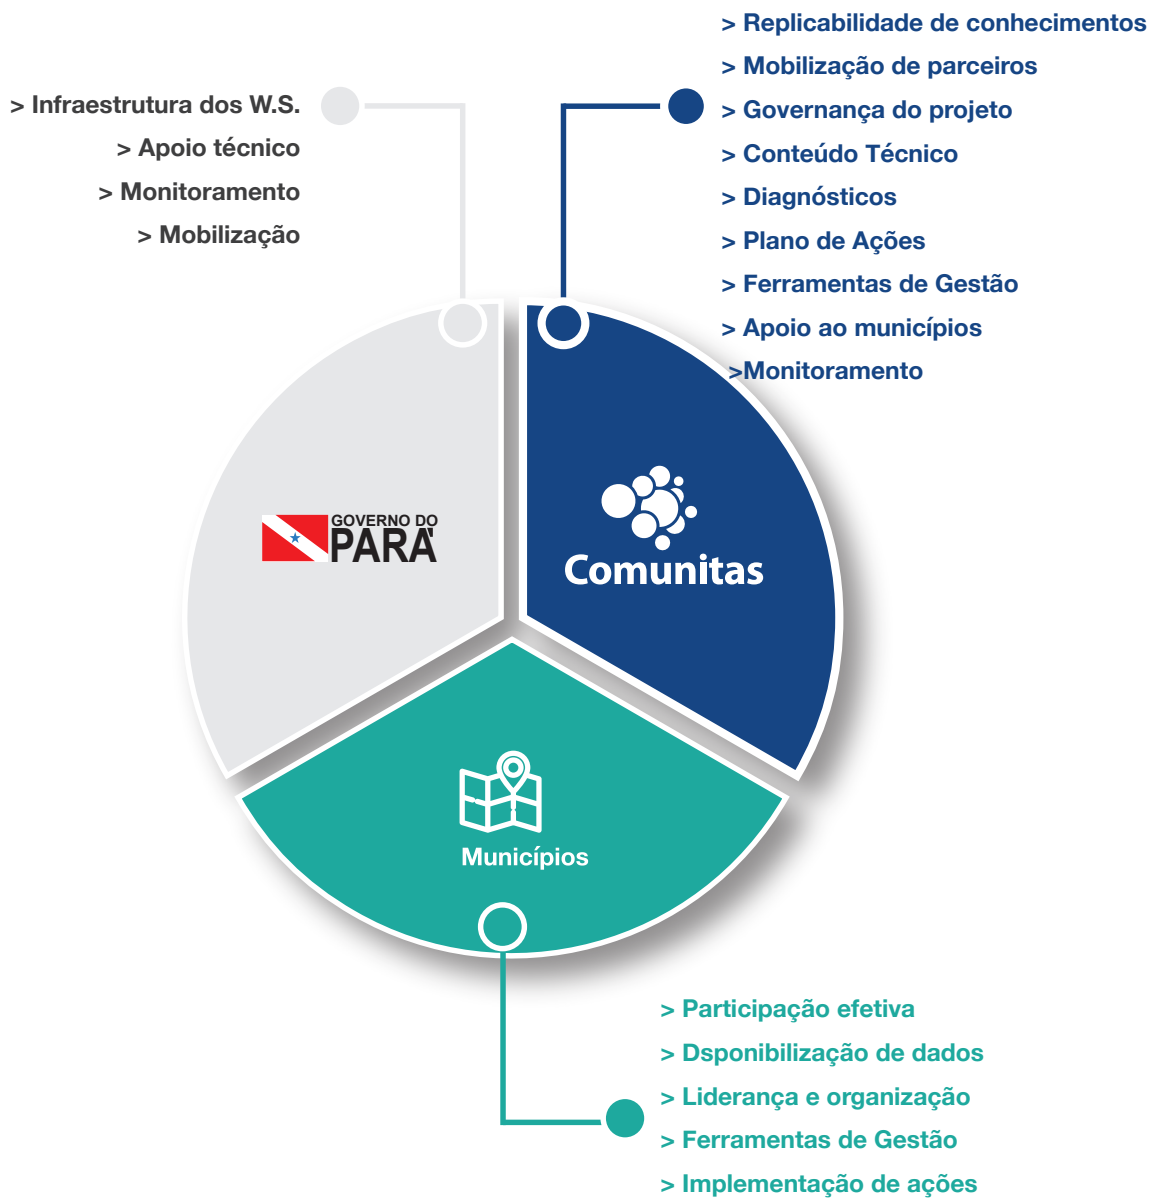 > Infraestrutura dos W.S.
> Apoio técnico
> Monitoramento
> Mobilização
> Replicabilidade de conhecimentos
> Mobilização de parceiros
> Governança do projeto
> Conteúdo Técnico
> Diagnósticos
> Plano de Ações
> Ferramentas de Gestão
> Apoio ao municípios
>Monitoramento
GOVERNO DO
PARÁ
Comunitas
Municípios
> Participação efetiva
> Dsponibilização de dados
> Liderança e organização
> Ferramentas de Gestão
> Implementação de ações